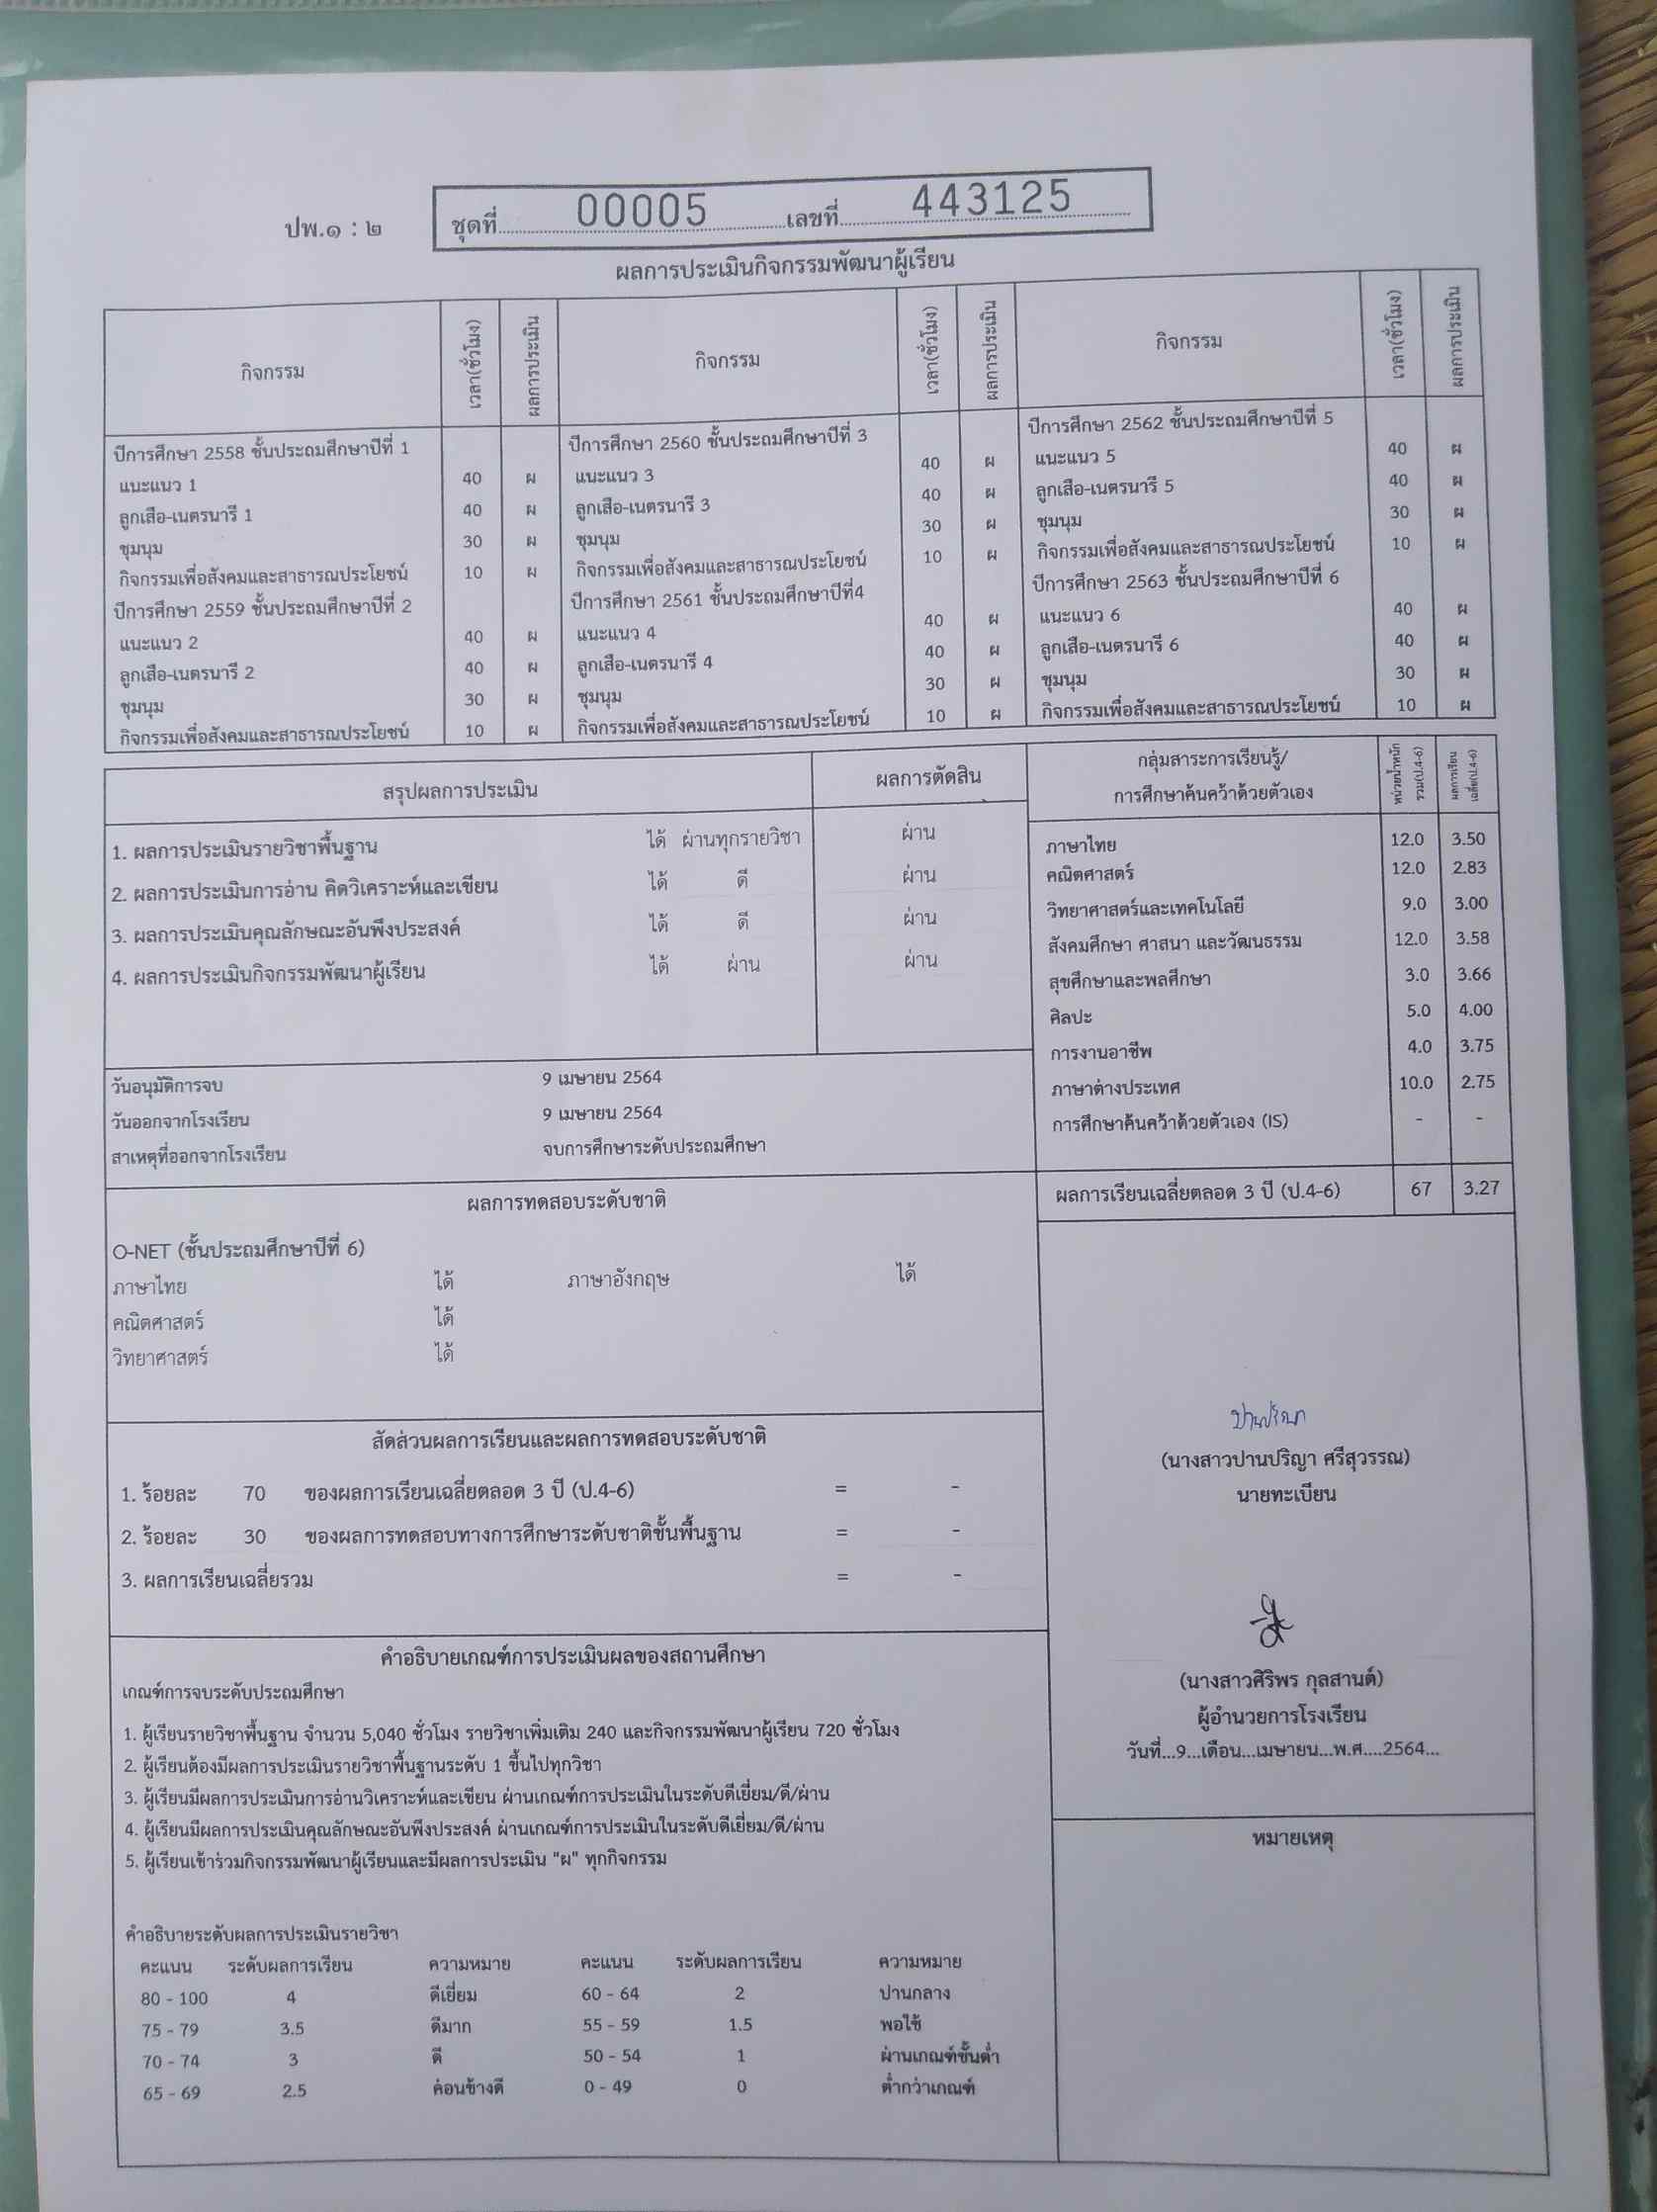 ปพ.๑ : ๒
ชุดที่ 00005 เลขที่ 443125
ผลการประเมินกิจกรรมพัฒนาผู้เรียน
กิจกรรม เวลา(ชั่วโมง) ผลการประเมิน กิจกรรม เวลา(ชั่วโมง) ผลการประเมิน กิจกรรม เวลา(ชั่วโมง) ผลการประเมิน
ปีการศึกษา 2558 ชั้นประถมศึกษาปีที่ 1 ปีการศึกษา 2560 ชั้นประถมศึกษาปีที่ 3 ปีการศึกษา 2562 ชั้นประถมศึกษาปีที่ 5
แนะแนว 1 40 ผ แนะแนว 3 40 ผ แนะแนว 5 40 ผ
ลูกเสือ-เนตรนารี 1 40 ผ ลูกเสือ-เนตรนารี 3 40 ผ ลูกเสือ-เนตรนารี 5 40 ผ
ชุมนุม 30 ผ ชุมนุม 30 ผ ชุมนุม 30 ผ
กิจกรรมเพื่อสังคมและสาธารณประโยชน์ 10 ผ กิจกรรมเพื่อสังคมและสาธารณประโยชน์ 10 ผ กิจกรรมเพื่อสังคมและสาธารณประโยชน์ 10 ผ
ปีการศึกษา 2559 ชั้นประถมศึกษาปีที่ 2 ปีการศึกษา 2561 ชั้นประถมศึกษาปีที่4 ปีการศึกษา 2563 ชั้นประถมศึกษาปีที่ 6
แนะแนว 2 40 ผ แนะแนว 4 40 ผ แนะแนว 6 40 ผ
ลูกเสือ-เนตรนารี 2 40 ผ ลูกเสือ-เนตรนารี 4 40 ผ ลูกเสือ-เนตรนารี 6 40 ผ
ชุมนุม 30 ผ ชุมนุม 30 ผ ชุมนุม 30 ผ
กิจกรรมเพื่อสังคมและสาธารณประโยชน์ 10 ผ กิจกรรมเพื่อสังคมและสาธารณประโยชน์ 10 ผ กิจกรรมเพื่อสังคมและสาธารณประโยชน์ 10 ผ
สรุปผลการประเมิน ผลการตัดสิน
1. ผลการประเมินรายวิชาพื้นฐาน ได้ ผ่านทุกรายวิชา ผ่าน
2. ผลการประเมินการอ่าน คิดวิเคราะห์และเขียน ได้ ดี ผ่าน
3. ผลการประเมินคุณลักษณะอันพึงประสงค์ ได้ ดี ผ่าน
4. ผลการประเมินกิจกรรมพัฒนาผู้เรียน ได้ ผ่าน ผ่าน
วันอนุมัติการจบ 9 เมษายน 2564
วันออกจากโรงเรียน 9 เมษายน 2564
สาเหตุที่ออกจากโรงเรียน จบการศึกษาระดับประถมศึกษา
กลุ่มสาระการเรียนรู้/
การศึกษาค้นคว้าด้วยตัวเอง
หน่วยน้ำหนัก รวม(ป.4-6) ผลการเรียน เฉลี่ย(ป.4-6)
ภาษาไทย 12.0 3.50
คณิตศาสตร์ 12.0 2.83
วิทยาศาสตร์และเทคโนโลยี 9.0 3.00
สังคมศึกษา ศาสนา และวัฒนธรรม 12.0 3.58
สุขศึกษาและพลศึกษา 3.0 3.66
ศิลปะ 5.0 4.00
การงานอาชีพ 4.0 3.75
ภาษาต่างประเทศ 10.0 2.75
การศึกษาค้นคว้าด้วยตัวเอง (IS) - -
ผลการเรียนเฉลี่ยตลอด 3 ปี (ป.4-6) 67 3.27
ผลการทดสอบระดับชาติ
O-NET (ชั้นประถมศึกษาปีที่ 6)
ภาษาไทย ได้ ภาษาอังกฤษ ได้
คณิตศาสตร์ ได้
วิทยาศาสตร์ ได้
สัดส่วนผลการเรียนและผลการทดสอบระดับชาติ
1. ร้อยละ 70 ของผลการเรียนเฉลี่ยตลอด 3 ปี (ป.4-6) = -
2. ร้อยละ 30 ของผลการทดสอบทางการศึกษาระดับชาติขั้นพื้นฐาน = -
3. ผลการเรียนเฉลี่ยรวม = -
ปานปริญา
(นางสาวปานปริญา ศรีสุวรรณ)
นายทะเบียน
(นางสาวศิริพร กุลสานต์)
ผู้อำนวยการโรงเรียน
วันที่...9...เดือน...เมษายน...พ.ศ....2564...
คำอธิบายเกณฑ์การประเมินผลของสถานศึกษา
เกณฑ์การจบระดับประถมศึกษา
1. ผู้เรียนรายวิชาพื้นฐาน จำนวน 5,040 ชั่วโมง รายวิชาเพิ่มเติม 240 และกิจกรรมพัฒนาผู้เรียน 720 ชั่วโมง
2. ผู้เรียนต้องมีผลการประเมินรายวิชาพื้นฐานระดับ 1 ขึ้นไปทุกวิชา
3. ผู้เรียนมีผลการประเมินการอ่านวิเคราะห์และเขียน ผ่านเกณฑ์การประเมินในระดับดีเยี่ยม/ดี/ผ่าน
4. ผู้เรียนมีผลการประเมินคุณลักษณะอันพึงประสงค์ ผ่านเกณฑ์การประเมินในระดับดีเยี่ยม/ดี/ผ่าน
5. ผู้เรียนเข้าร่วมกิจกรรมพัฒนาผู้เรียนและมีผลการประเมิน "ผ" ทุกกิจกรรม
หมายเหตุ
คำอธิบายระดับผลการประเมินรายวิชา
คะแนน ระดับผลการเรียน ความหมาย คะแนน ระดับผลการเรียน ความหมาย
80 - 100 4 ดีเยี่ยม 60 - 64 2 ปานกลาง
75 - 79 3.5 ดีมาก 55 - 59 1.5 พอใช้
70 - 74 3 ดี 50 - 54 1 ผ่านเกณฑ์ขั้นต่ำ
65 - 69 2.5 ค่อนข้างดี 0 - 49 0 ต่ำกว่าเกณฑ์